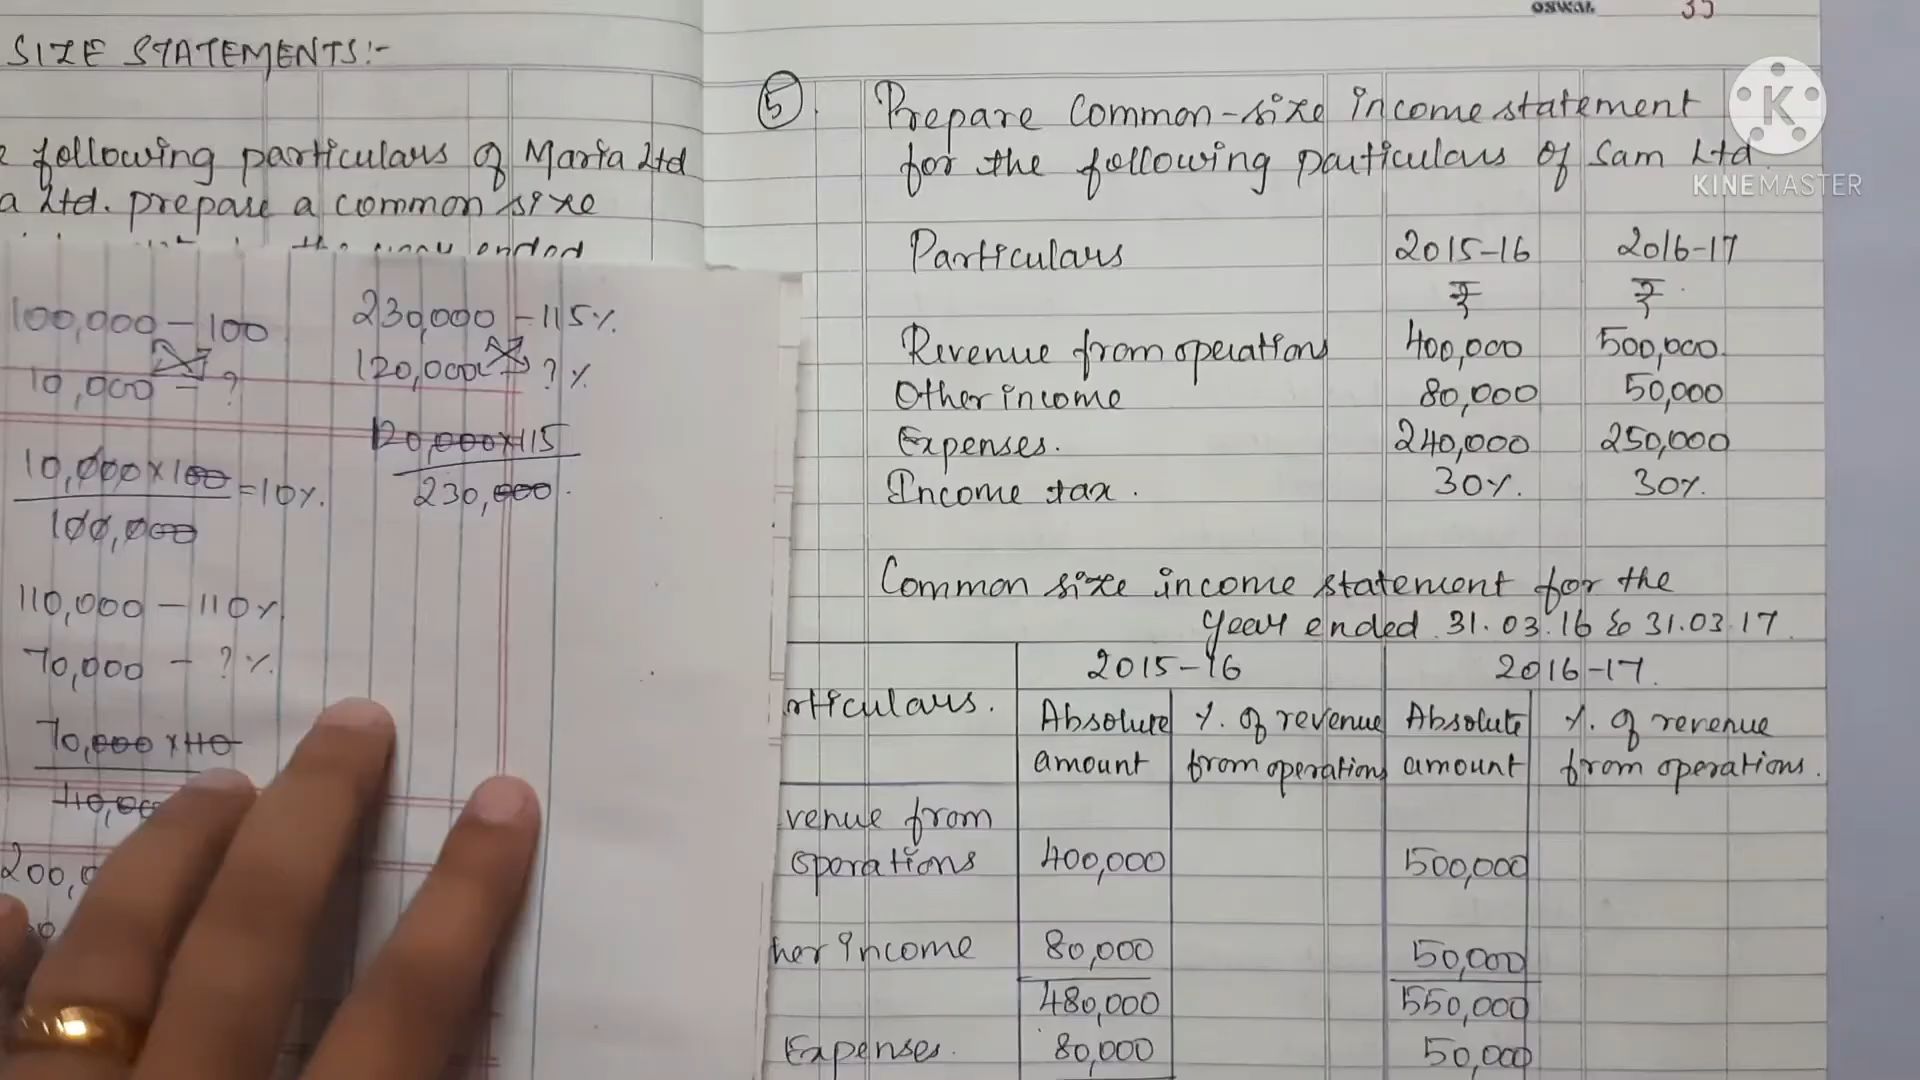 OSWAL 35
SIZE STATEMENTS:-
following particulars of Maria Ltd
a Ltd. prepare a common size
ended
100,000 - 100
10,000 - ?
10,000 x 100 = 10%.
100,000
110,000 - 110%
70,000 - ? %.
70,000 x 110
110,00
200,0
230,000 - 115%.
120,000 ? %
120,000 x 115
230,000.
5. Prepare Common-size income statement
for the following particulars of Sam Ltd.
KINEMASTER
Particulars 2015-16 2016-17
₹ ₹
Revenue from operations 400,000 500,000
Other income 80,000 50,000
Expenses. 240,000 250,000
Income tax. 30%. 30%.
Common size income statement for the
year ended 31.03.16 & 31.03.17
2015-16 2016-17.
rticulars. Absolute %. of revenue Absolute %. of revenue
amount from operations amount from operations.
venue from
operations 400,000 500,000
her income 80,000 50,000
480,000 550,000
Expenses. 80,000 50,000